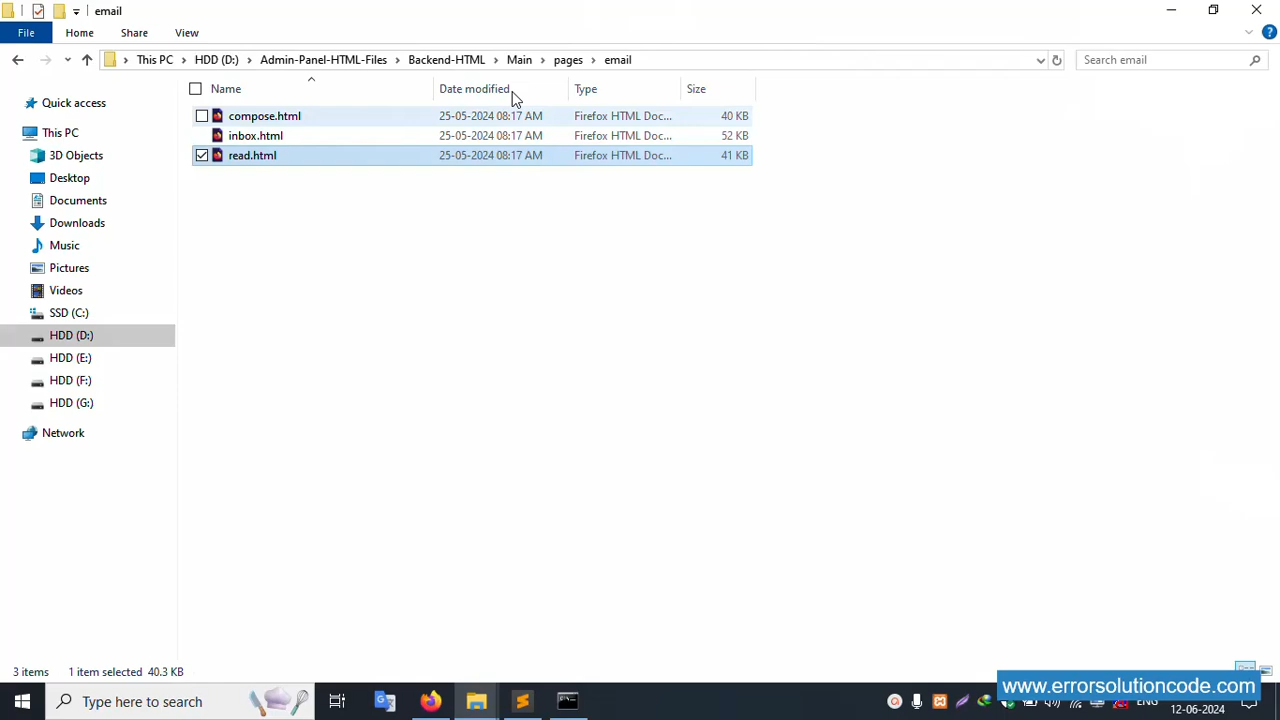 email
File Home Share View
This PC HDD (D:) Admin-Panel-HTML-Files Backend-HTML Main pages email
Search email
Name Date modified Type Size
compose.html 25-05-2024 08:17 AM Firefox HTML Doc... 40 KB
inbox.html 25-05-2024 08:17 AM Firefox HTML Doc... 52 KB
read.html 25-05-2024 08:17 AM Firefox HTML Doc... 41 KB
Quick access
This PC
3D Objects
Desktop
Documents
Downloads
Music
Pictures
Videos
SSD (C:)
HDD (D:)
HDD (E:)
HDD (F:)
HDD (G:)
Network
3 items 1 item selected 40.3 KB
www.errorsolutioncode.com
Type here to search
ENG
12-06-2024